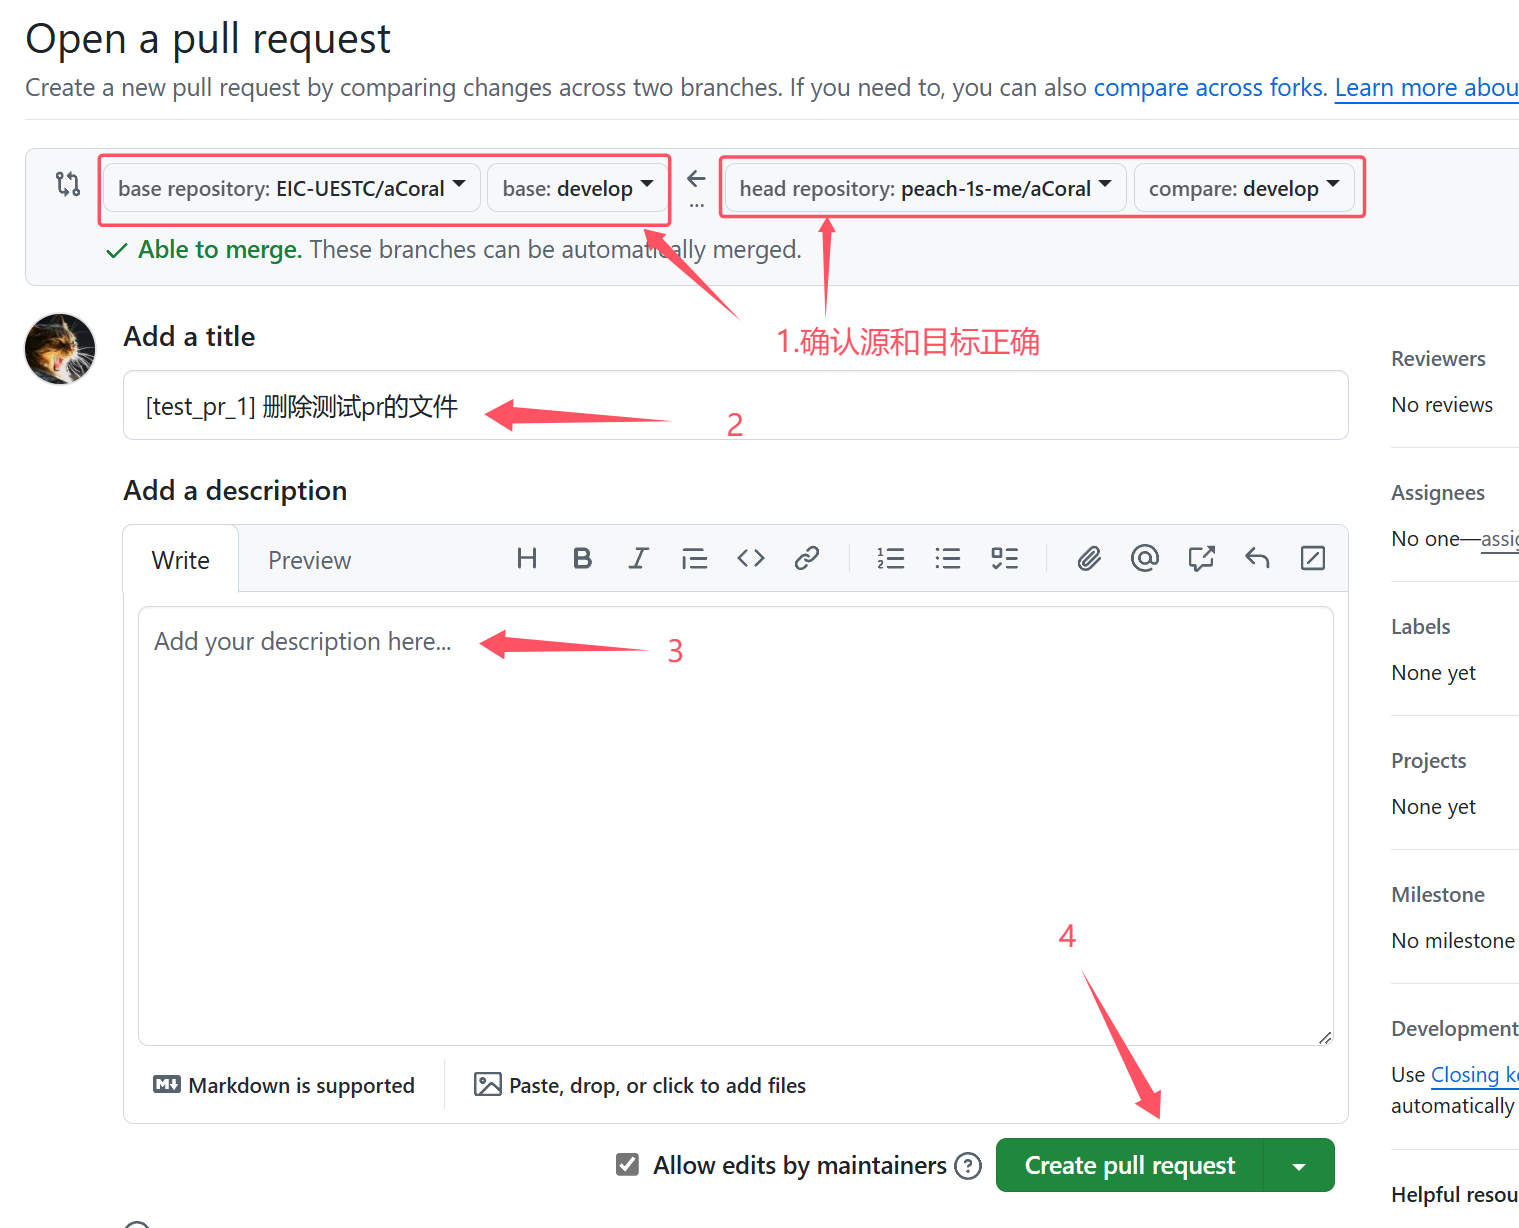 Open a pull request
Create a new pull request by comparing changes across two branches. If you need to, you can also compare across forks. Learn more abou
base repository: EIC-UESTC/aCoral base: develop ... head repository: peach-1s-me/aCoral compare: develop
Able to merge. These branches can be automatically merged.
Add a title
1.确认源和目标正确
Reviewers
[test_pr_1] 删除测试pr的文件
2
No reviews
Add a description
Assignees
Write Preview
No one—assig
Add your description here...
3
Labels
None yet
Projects
None yet
4
Milestone
No milestone
Development
Markdown is supported Paste, drop, or click to add files
Use Closing ke
automatically
Allow edits by maintainers Create pull request
Helpful resou